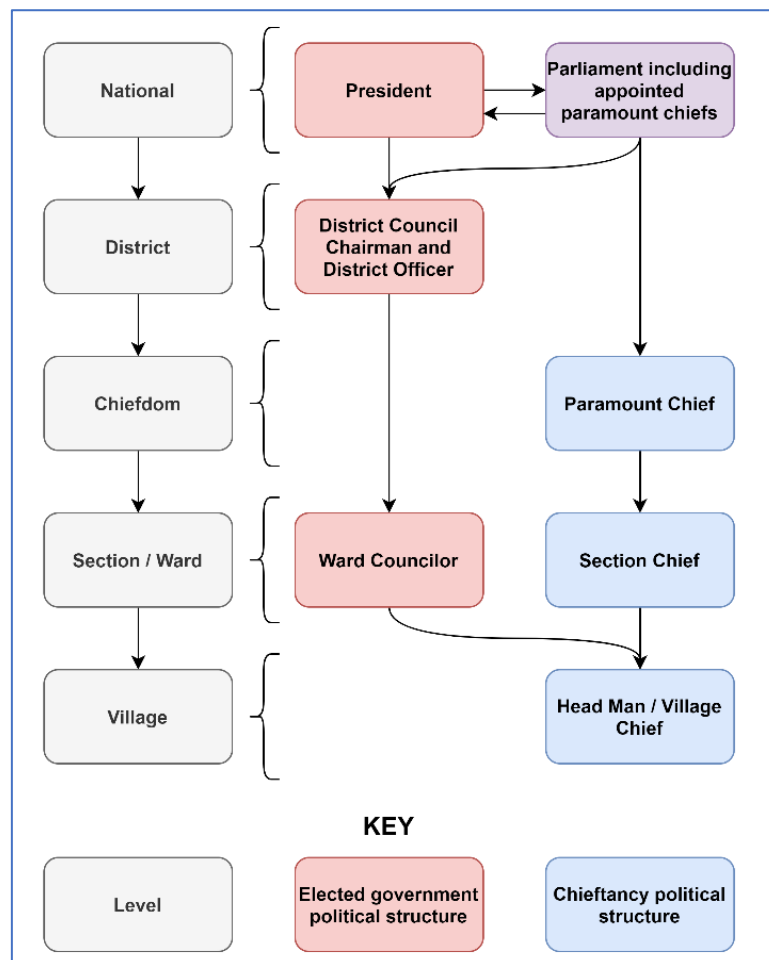 National
President
Parliament including
appointed
paramount chiefs
District
District Council
Chairman and
District Officer
Chiefdom
Paramount Chief
Section / Ward
Ward Councilor
Section Chief
Village
Head Man / Village
Chief
KEY
Level
Elected government
political structure
Chieftancy political
structure